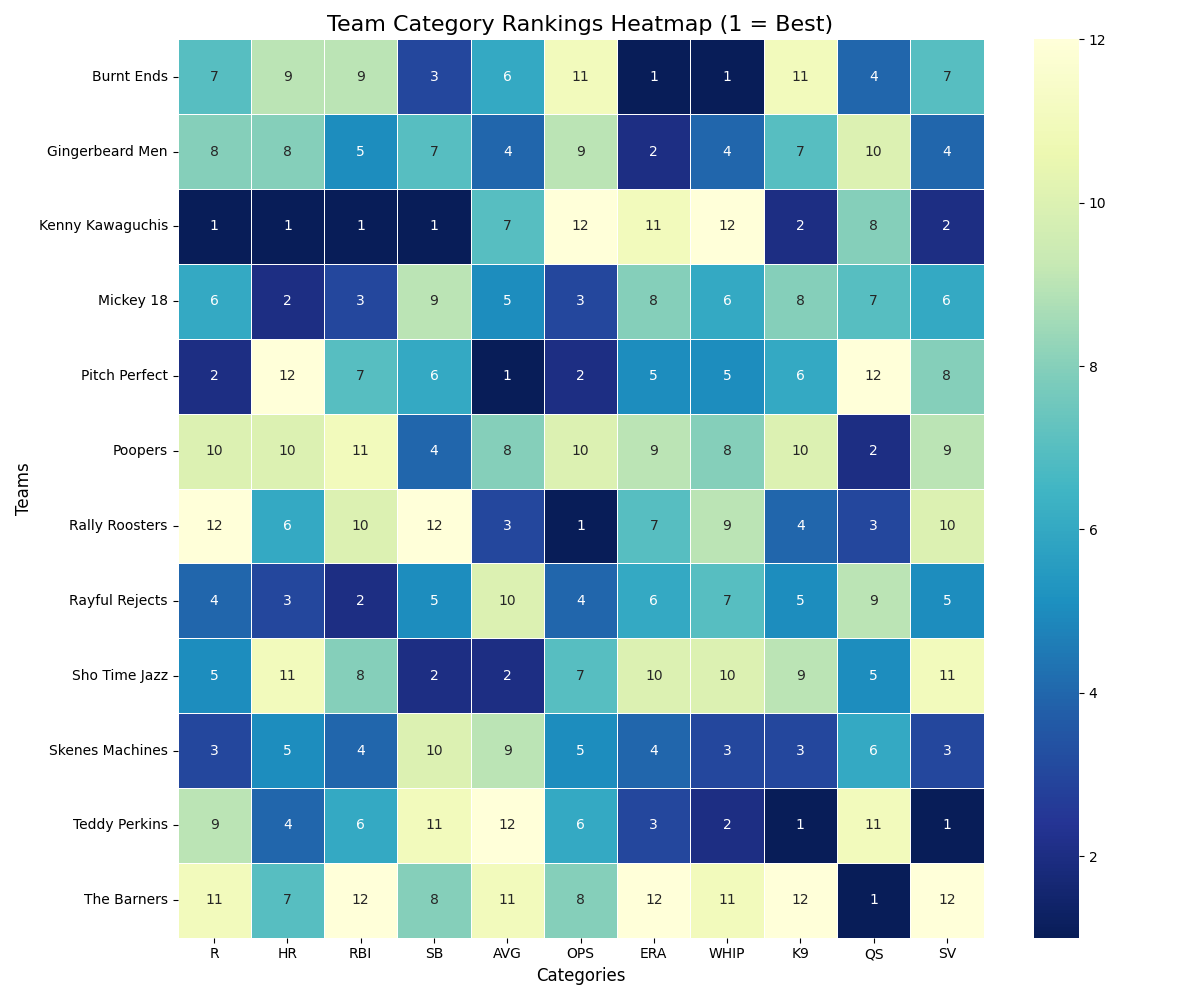 Team Category Rankings Heatmap (1 = Best)
Teams
Burnt Ends 7 9 9 3 6 11 1 1 11 4 7
Gingerbeard Men 8 8 5 7 4 9 2 4 7 10 4
Kenny Kawaguchis 1 1 1 1 7 12 11 12 2 8 2
Mickey 18 6 2 3 9 5 3 8 6 8 7 6
Pitch Perfect 2 12 7 6 1 2 5 5 6 12 8
Poopers 10 10 11 4 8 10 9 8 10 2 9
Rally Roosters 12 6 10 12 3 1 7 9 4 3 10
Rayful Rejects 4 3 2 5 10 4 6 7 5 9 5
Sho Time Jazz 5 11 8 2 2 7 10 10 9 5 11
Skenes Machines 3 5 4 10 9 5 4 3 3 6 3
Teddy Perkins 9 4 6 11 12 6 3 2 1 11 1
The Barners 11 7 12 8 11 8 12 11 12 1 12
R HR RBI SB AVG OPS ERA WHIP K9 QS SV
Categories
12
10
8
6
4
2